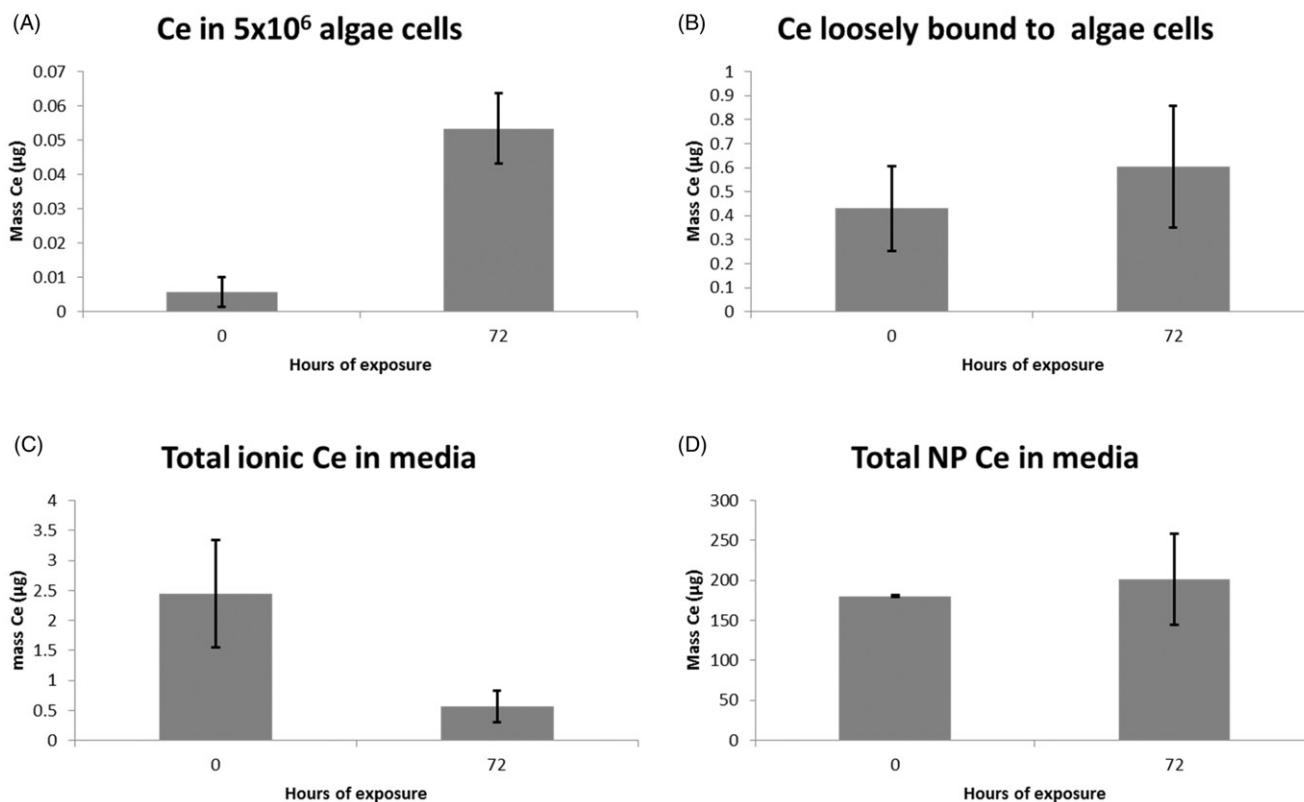 (A)
Ce in 5x10⁶ algae cells
Mass Ce (µg)
0.07
0.06
0.05
0.04
0.03
0.02
0.01
0
0
72
Hours of exposure
(B)
Ce loosely bound to algae cells
Mass Ce (µg)
1
0.9
0.8
0.7
0.6
0.5
0.4
0.3
0.2
0.1
0
0
72
Hours of exposure
(C)
Total ionic Ce in media
mass Ce (µg)
4
3.5
3
2.5
2
1.5
1
0.5
0
0
72
Hours of exposure
(D)
Total NP Ce in media
Mass Ce (µg)
300
250
200
150
100
50
0
0
72
Hours of exposure